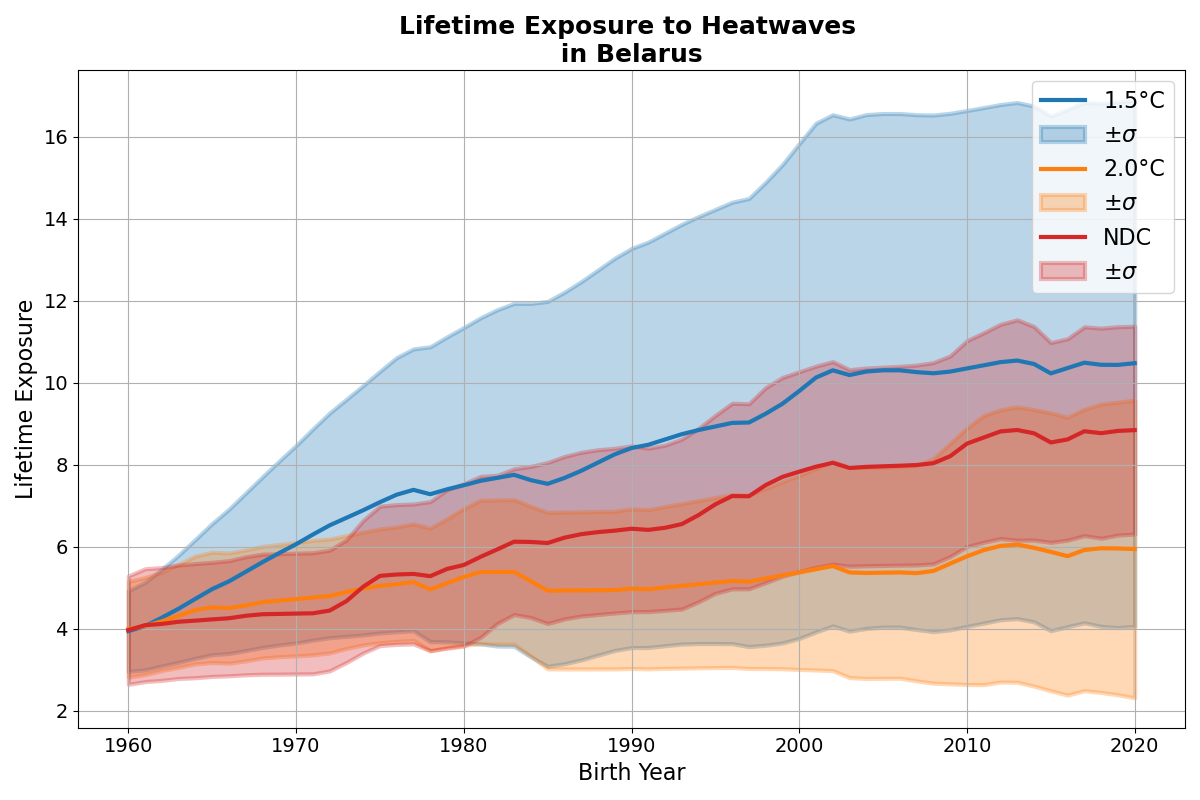 Lifetime Exposure to Heatwaves
in Belarus
Lifetime Exposure
16
14
12
10
8
6
4
2
1960
1970
1980
1990
2000
2010
2020
Birth Year
1.5°C
±σ
2.0°C
±σ
NDC
±σ